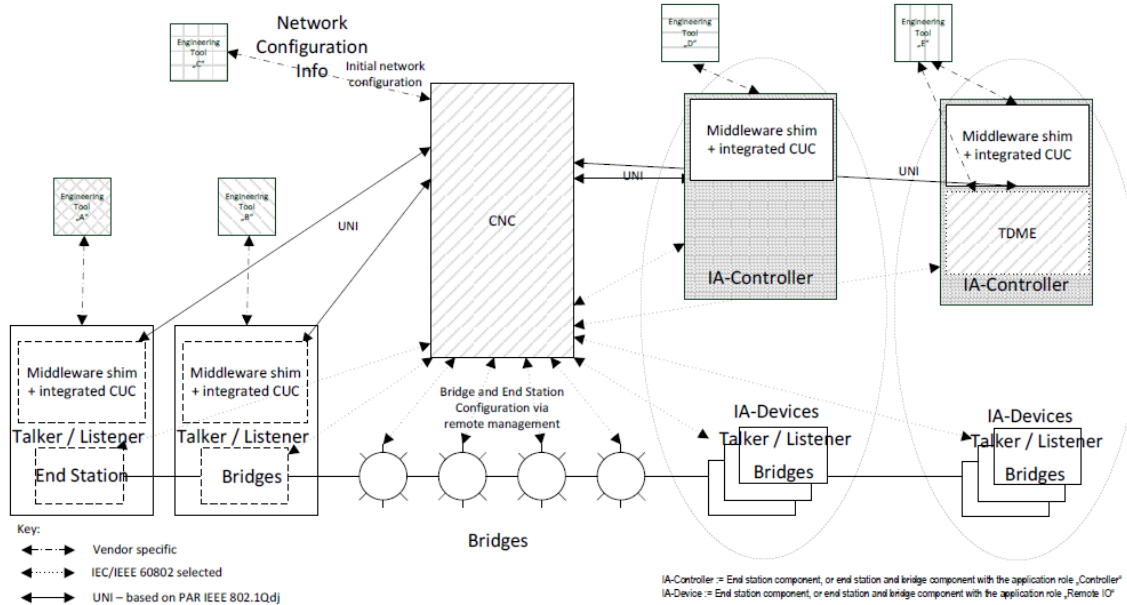 Engineering
Tool
„C"
Network
Configuration
Info
Initial network
configuration
Engineering
Tool
„D"
Engineering
Tool
„E"
Middleware shim
+ integrated CUC
Middleware shim
+ integrated CUC
UNI
UNI
Engineering
Tool
„A"
Engineering
Tool
„B"
UNI
CNC
TDME
IA-Controller
IA-Controller
Middleware shim
+ integrated CUC
Middleware shim
+ integrated CUC
Talker / Listener
Talker / Listener
End Station
Bridges
Bridge and End Station
Configuration via
remote management
IA-Devices
Talker / Listener
Bridges
IA-Devices
Talker / Listener
Bridges
Bridges
Key:
Vendor specific
IEC/IEEE 60802 selected
UNI – based on PAR IEEE 802.1Qdj
IA-Controller := End station component, or end station and bridge component with the application role „Controller"
IA-Device := End station component, or end station and bridge component with the application role „Remote IO"